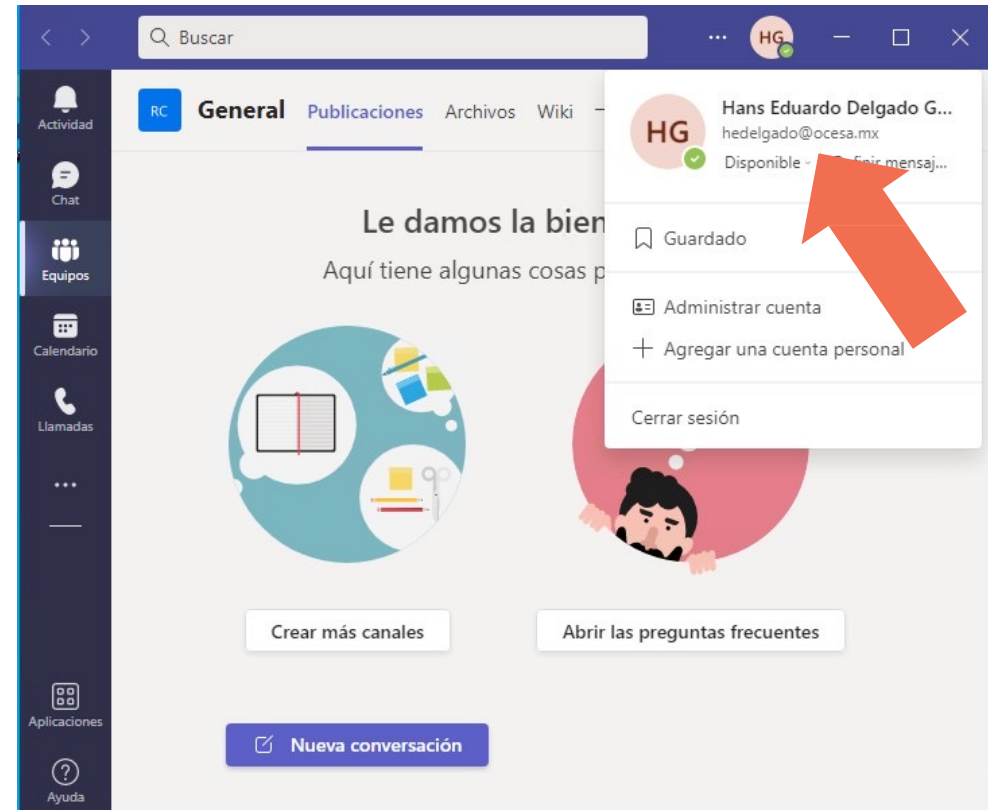 Buscar
HG
Actividad
Chat
Equipos
Calendario
Llamadas
Aplicaciones
Ayuda
RC General Publicaciones Archivos Wiki
HG
Hans Eduardo Delgado G...
hedelgado@ocesa.mx
Disponible mensaj...
Guardado
Administrar cuenta
Agregar una cuenta personal
Cerrar sesión
Le damos la bien
Aquí tiene algunas cosas p
Crear más canales
Abrir las preguntas frecuentes
Nueva conversación